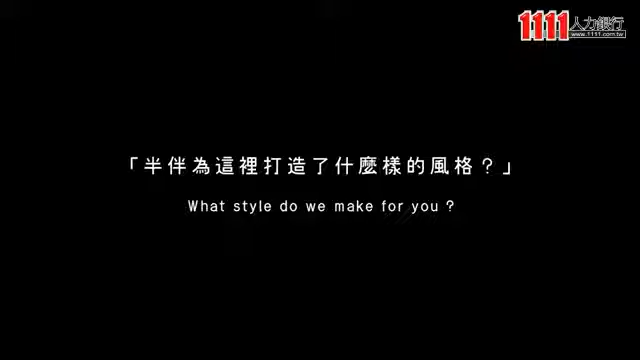 1111人力銀行
www.1111.com.tw
「半伴為這裡打造了什麼樣的風格？」
What style do we make for you ?